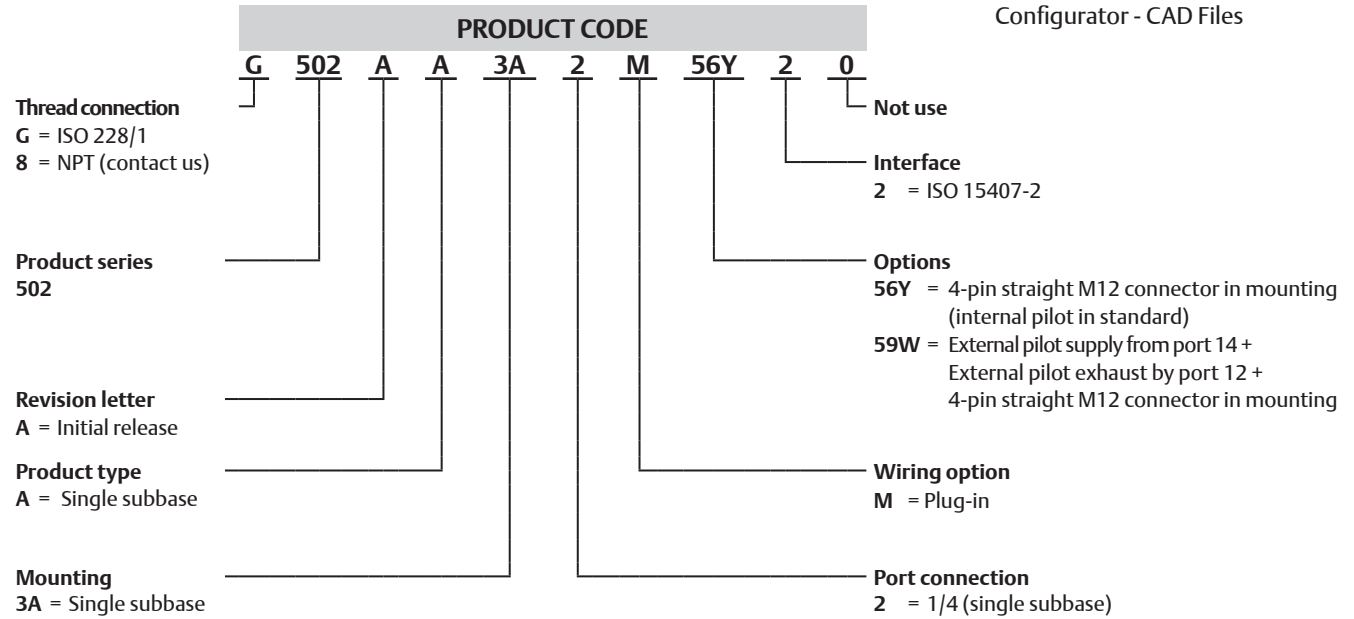 PRODUCT CODE
Configurator - CAD Files
G 502 A A 3A 2 M 56Y 2 0
Thread connection
G = ISO 228/1
8 = NPT (contact us)
Product series
502
Revision letter
A = Initial release
Product type
A = Single subbase
Mounting
3A = Single subbase
Not use
Interface
2 = ISO 15407-2
Options
56Y = 4-pin straight M12 connector in mounting
(internal pilot in standard)
59W = External pilot supply from port 14 +
External pilot exhaust by port 12 +
4-pin straight M12 connector in mounting
Wiring option
M = Plug-in
Port connection
2 = 1/4 (single subbase)